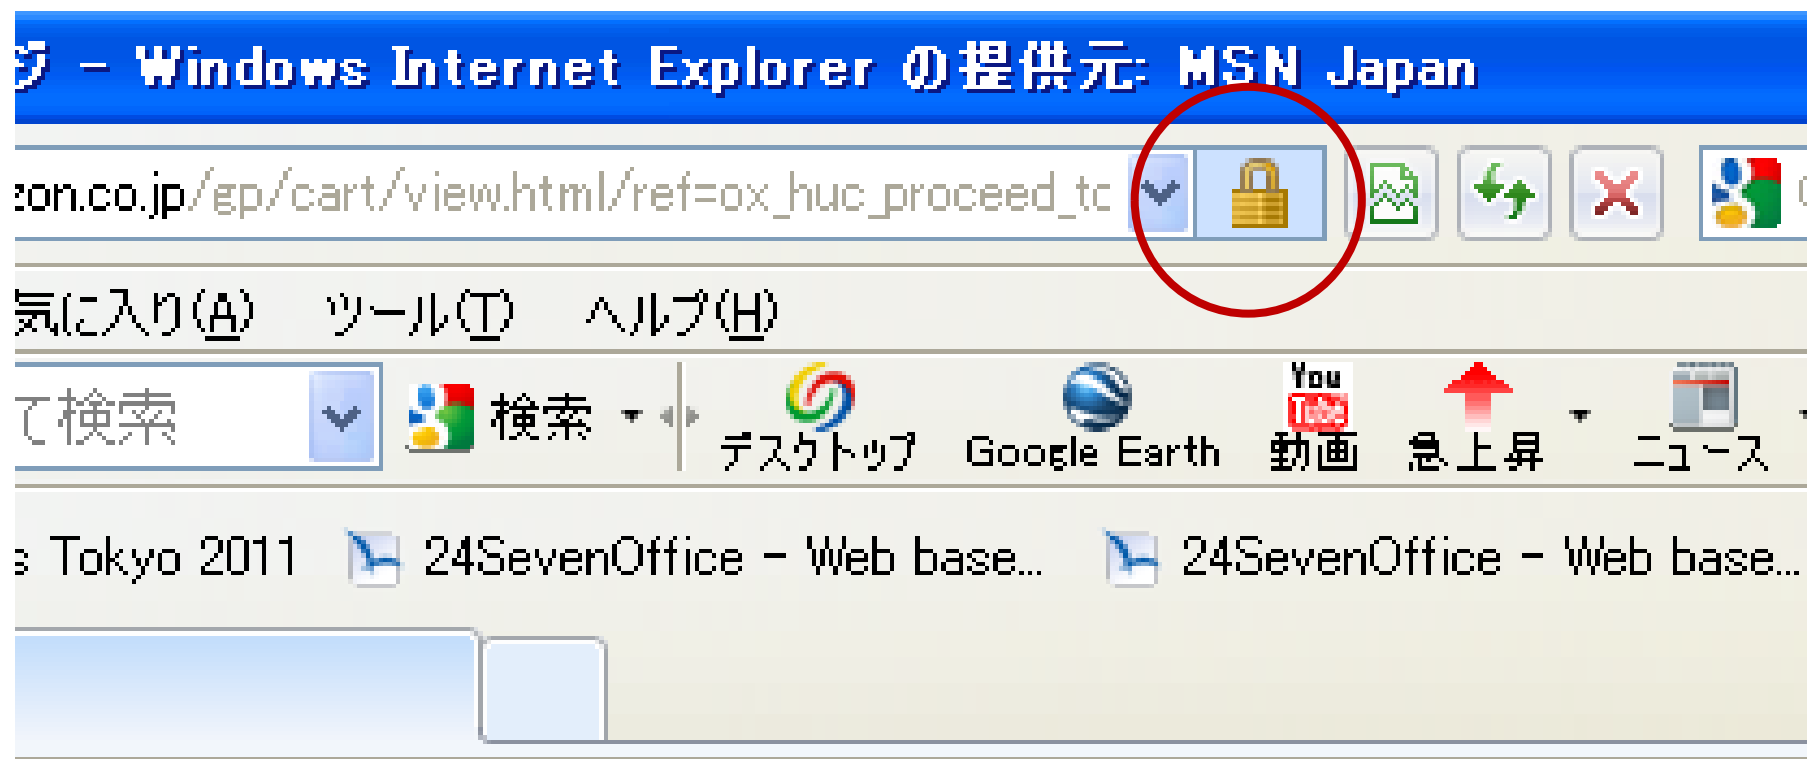 ジ - Windows Internet Explorer の提供元: MSN Japan
zon.co.jp/gp/cart/view.html/ref=ox_huc_proceed_tc
気に入り(A) ツール(T) ヘルプ(H)
て検索 検索 デスクトップ Google Earth You Tube 動画 急上昇 ニュース
s Tokyo 2011 24SevenOffice - Web base... 24SevenOffice - Web base...